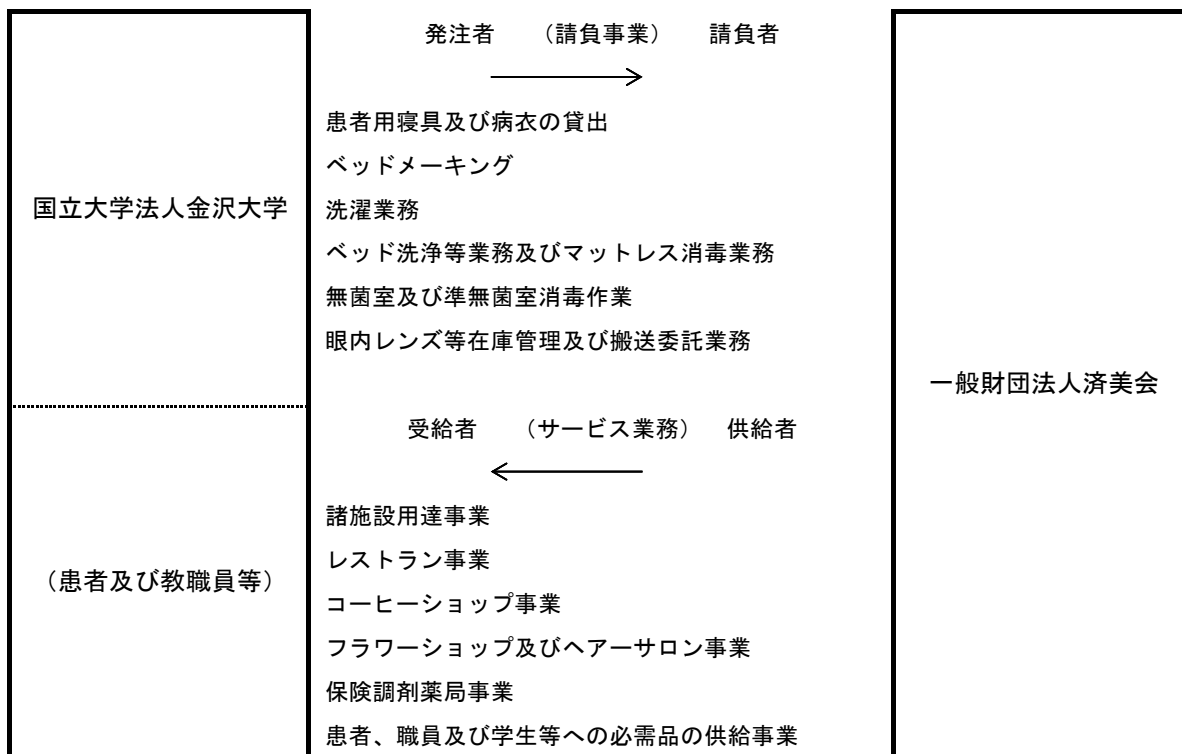 発注者 （請負事業） 請負者
患者用寝具及び病衣の貸出
ベッドメーキング
国立大学法人金沢大学
洗濯業務
ベッド洗浄等業務及びマットレス消毒業務
無菌室及び準無菌室消毒作業
眼内レンズ等在庫管理及び搬送委託業務
一般財団法人済美会
受給者 （サービス業務） 供給者
諸施設用達事業
レストラン事業
（患者及び教職員等）
コーヒーショップ事業
フラワーショップ及びヘアーサロン事業
保険調剤薬局事業
患者、職員及び学生等への必需品の供給事業